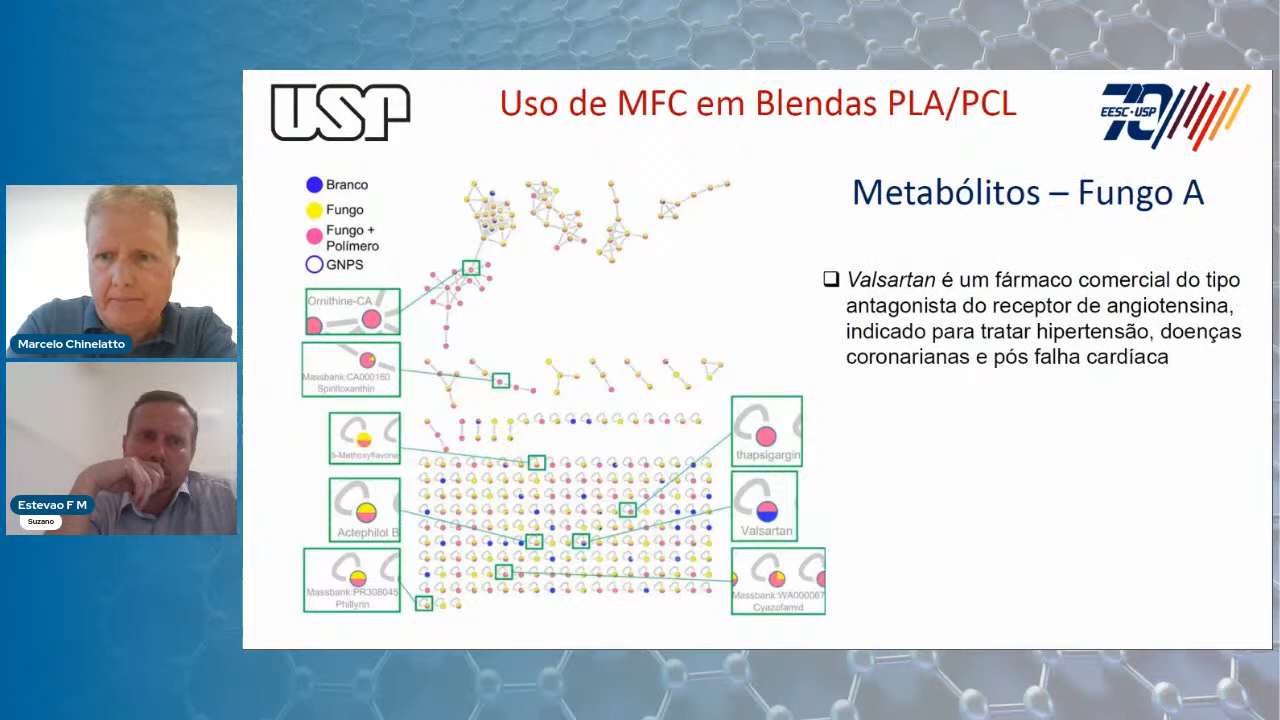 USP
Uso de MFC em Blendas PLA/PCL
70
EESC·USP
Branco
Fungo
Fungo +
Polímero
GNPS
Metabólitos – Fungo A
Valsartan é um fármaco comercial do tipo
antagonista do receptor de angiotensina,
indicado para tratar hipertensão, doenças
coronarianas e pós falha cardíaca
Ornithine-CA
Massbank:CA000160
Spirilloxanthin
5-Methoxyflavone
Actephilol B
Massbank:PR308045
Phillyrin
thapsigargin
Valsartan
Massbank:WA000067
Cyazofamid
Marcelo Chinelatto
Estevao F M
Suzano